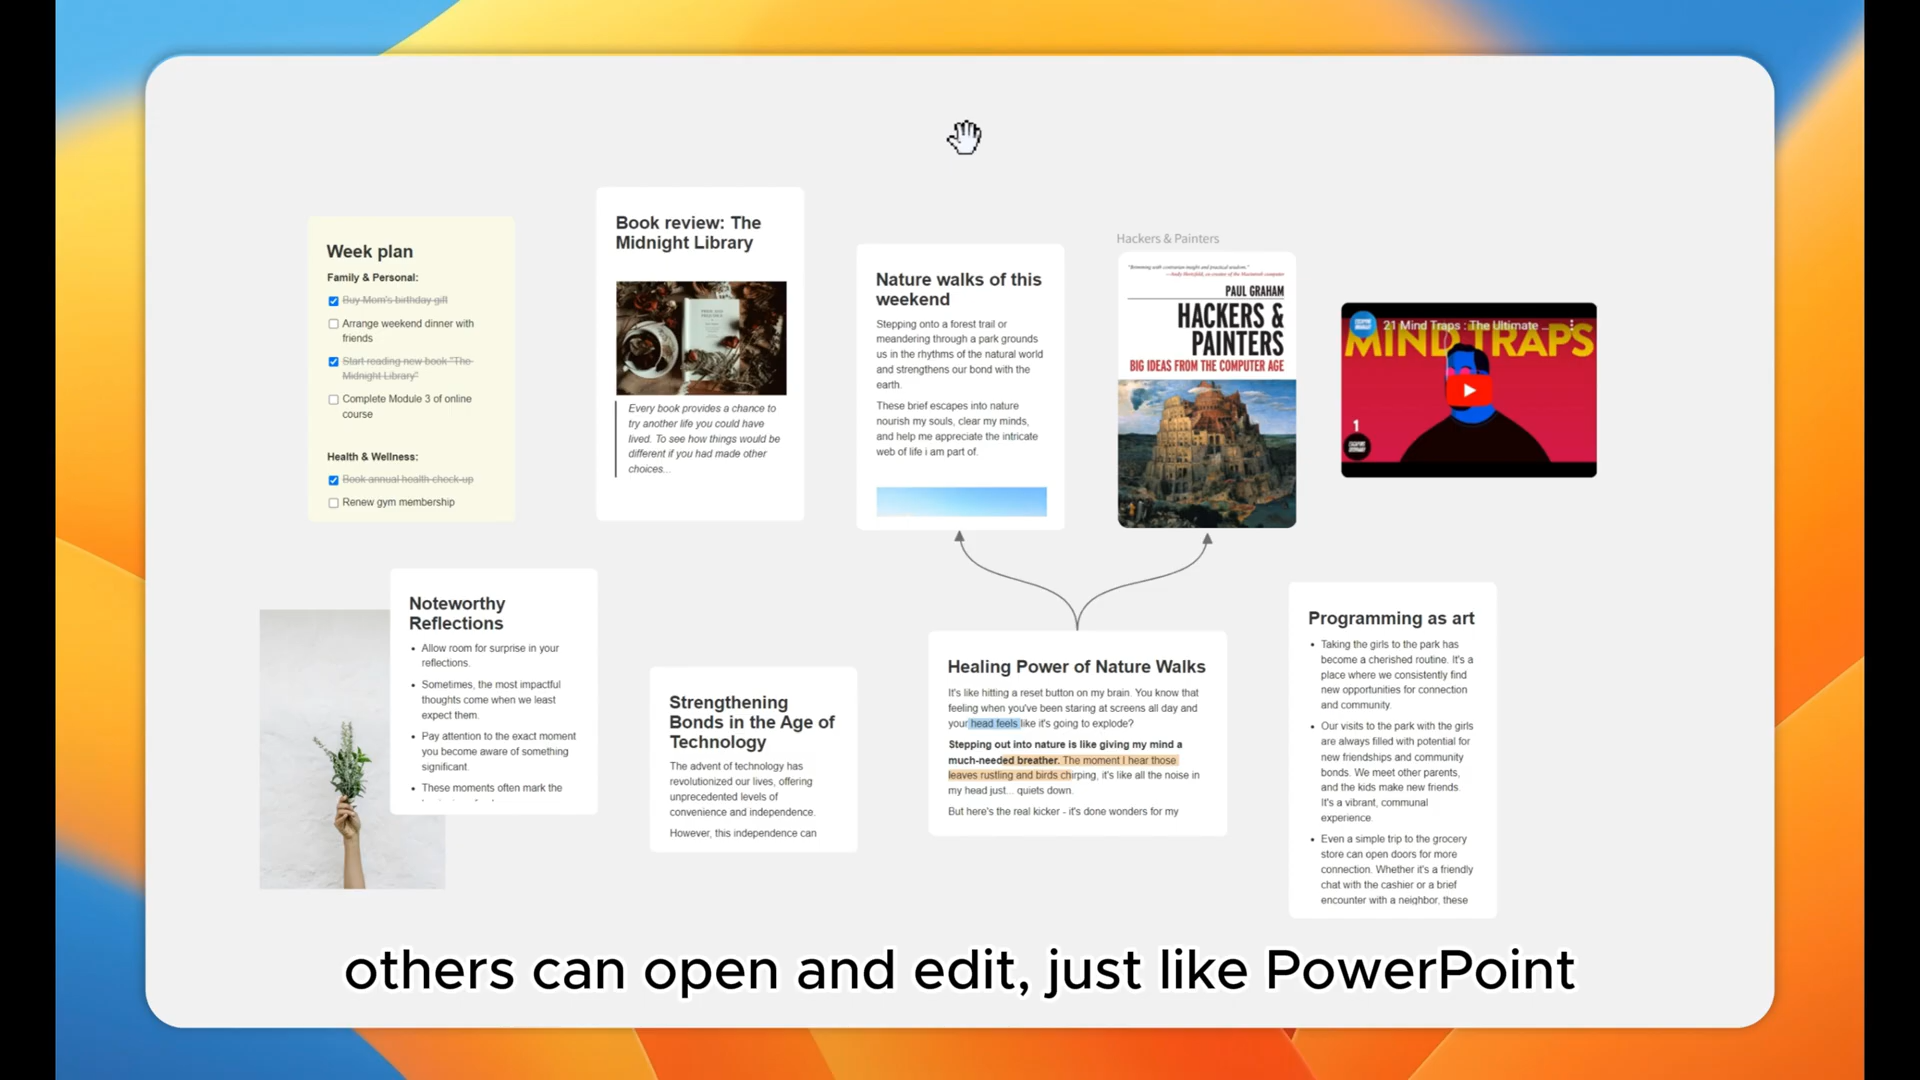 Week plan
Family & Personal:
Buy Mom's birthday gift
Arrange weekend dinner with
friends
Start reading new book "The
Midnight Library"
Complete Module 3 of online
course
Health & Wellness:
Book annual health check-up
Renew gym membership
Book review: The
Midnight Library
Every book provides a chance to
try another life you could have
lived. To see how things would be
different if you had made other
choices...
Nature walks of this
weekend
Stepping onto a forest trail or
meandering through a park grounds
us in the rhythms of the natural world
and strengthens our bond with the
earth.
These brief escapes into nature
nourish my souls, clear my minds,
and help me appreciate the intricate
web of life i am part of.
Hackers & Painters
PAUL GRAHAM
HACKERS &
PAINTERS
BIG IDEAS FROM THE COMPUTER AGE
21 Mind Traps : The Ultimate ...
MIND TRAPS
1
Noteworthy
Reflections
• Allow room for surprise in your
reflections.
• Sometimes, the most impactful
thoughts come when we least
expect them.
• Pay attention to the exact moment
you become aware of something
significant.
• These moments often mark the
Strengthening
Bonds in the Age of
Technology
The advent of technology has
revolutionized our lives, offering
unprecedented levels of
convenience and independence.
However, this independence can
Healing Power of Nature Walks
It's like hitting a reset button on my brain. You know that
feeling when you've been staring at screens all day and
your head feels like it's going to explode?
Stepping out into nature is like giving my mind a
much-needed breather. The moment I hear those
leaves rustling and birds chirping, it's like all the noise in
my head just... quiets down.
But here's the real kicker - it's done wonders for my
Programming as art
• Taking the girls to the park has
become a cherished routine. It's a
place where we consistently find
new opportunities for connection
and community.
• Our visits to the park with the girls
are always filled with potential for
new friendships and community
bonds. We meet other parents,
and the kids make new friends.
It's a vibrant, communal
experience.
• Even a simple trip to the grocery
store can open doors for more
connection. Whether it's a friendly
chat with the cashier or a brief
encounter with a neighbor, these
others can open and edit, just like PowerPoint